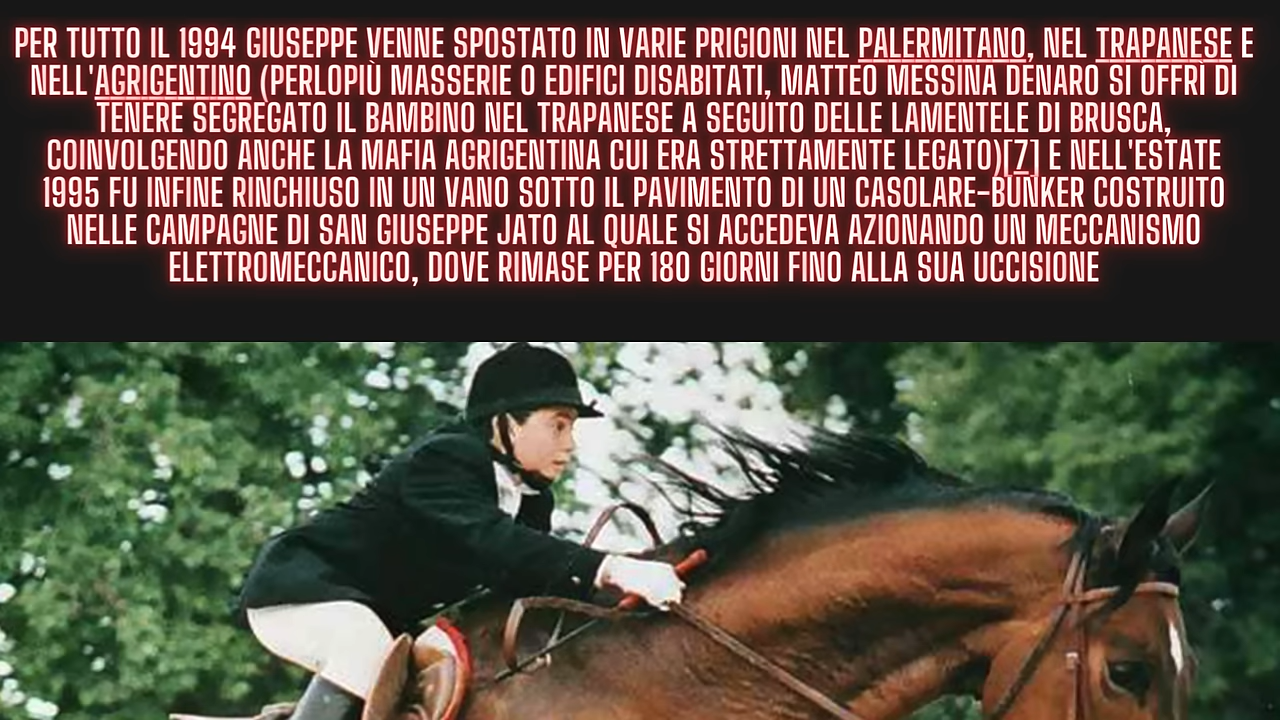 PER TUTTO IL 1994 GIUSEPPE VENNE SPOSTATO IN VARIE PRIGIONI NEL PALERMITANO, NEL TRAPANESE E
NELL'AGRIGENTINO (PERLOPIÙ MASSERIE O EDIFICI DISABITATI, MATTEO MESSINA DENARO SI OFFRÌ DI
TENERE SEGREGATO IL BAMBINO NEL TRAPANESE A SEGUITO DELLE LAMENTELE DI BRUSCA,
COINVOLGENDO ANCHE LA MAFIA AGRIGENTINA CUI ERA STRETTAMENTE LEGATO)[7] E NELL'ESTATE
1995 FU INFINE RINCHIUSO IN UN VANO SOTTO IL PAVIMENTO DI UN CASOLARE-BUNKER COSTRUITO
NELLE CAMPAGNE DI SAN GIUSEPPE JATO AL QUALE SI ACCEDEVA AZIONANDO UN MECCANISMO
ELETTROMECCANICO, DOVE RIMASE PER 180 GIORNI FINO ALLA SUA UCCISIONE